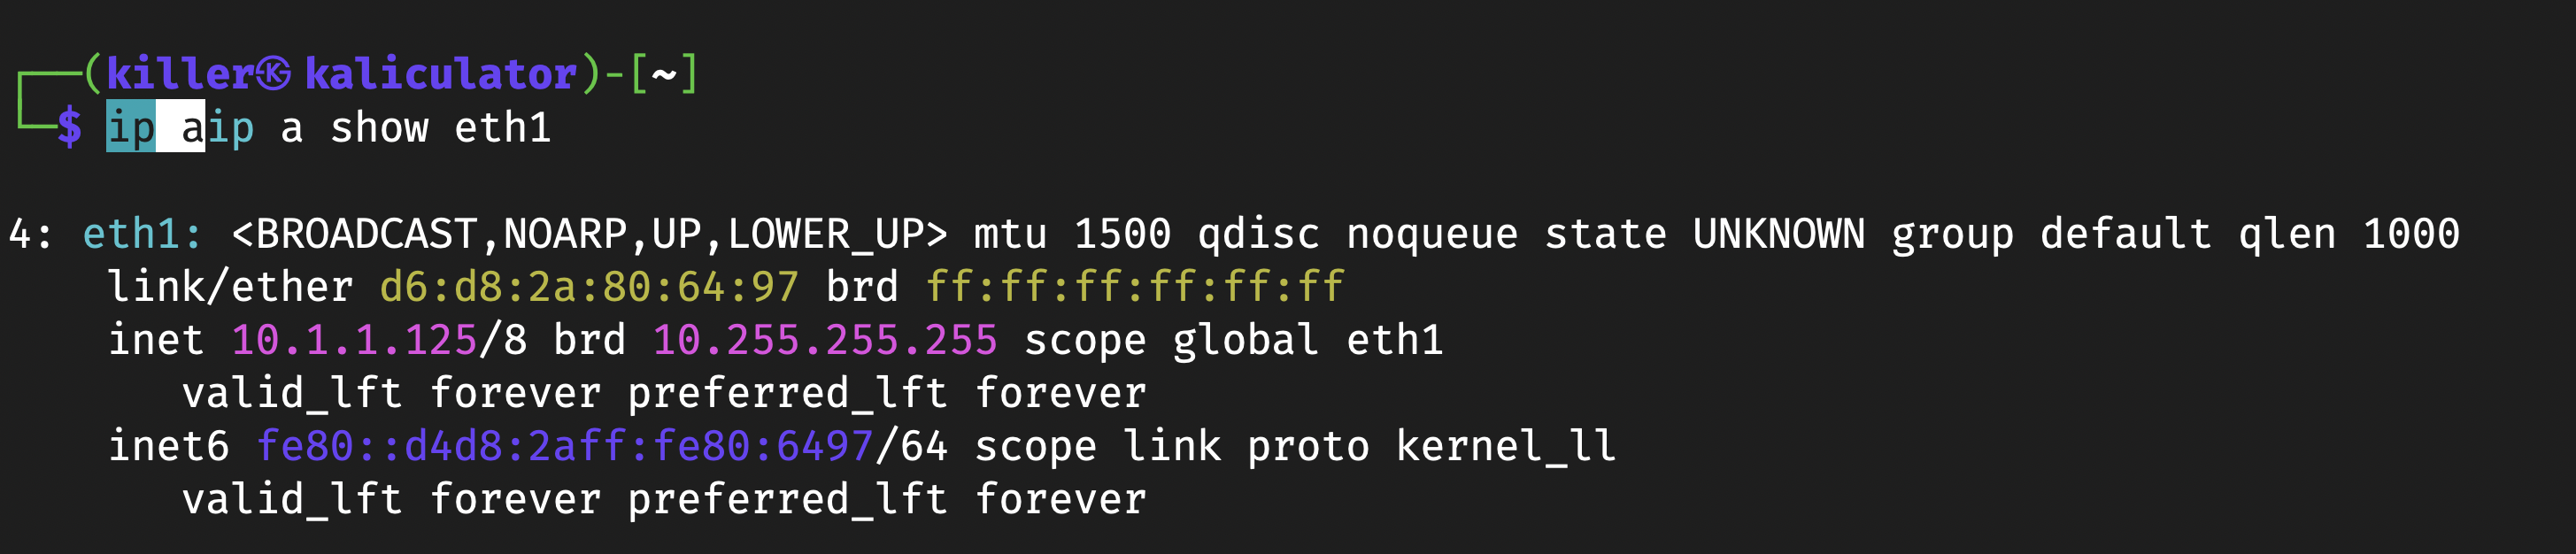 ┌──(killer㉿kaliculator)-[~]
└─$ ip aip a show eth1
4: eth1: <BROADCAST,NOARP,UP,LOWER_UP> mtu 1500 qdisc noqueue state UNKNOWN group default qlen 1000
link/ether d6:d8:2a:80:64:97 brd ff:ff:ff:ff:ff:ff
inet 10.1.1.125/8 brd 10.255.255.255 scope global eth1
valid_lft forever preferred_lft forever
inet6 fe80::d4d8:2aff:fe80:6497/64 scope link proto kernel_ll
valid_lft forever preferred_lft forever